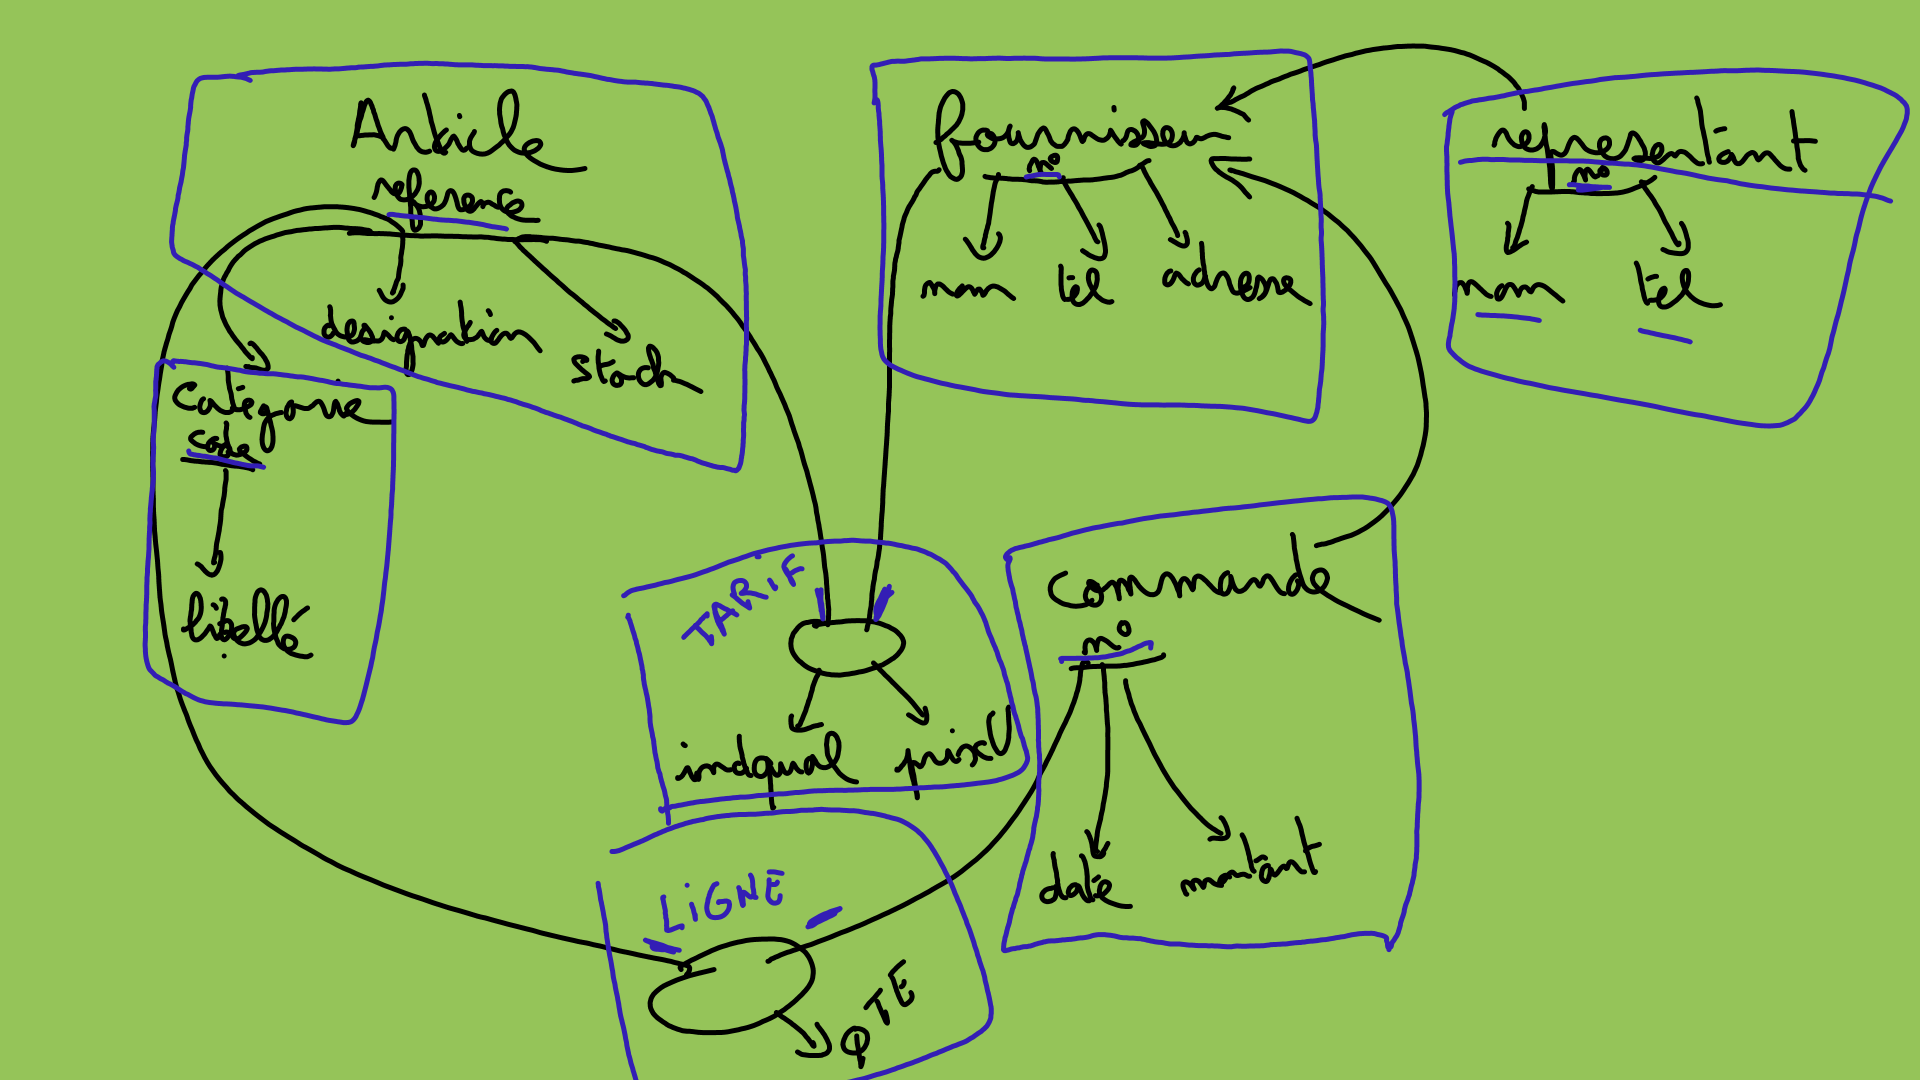 Article
reference
designation
stock
catégorie
code
libellé
fournisseur
n°
nom tél adresse
representant
n°
nom tél
TARIF
indqual prixU
commande
n°
date montant
LIGNE
QTE